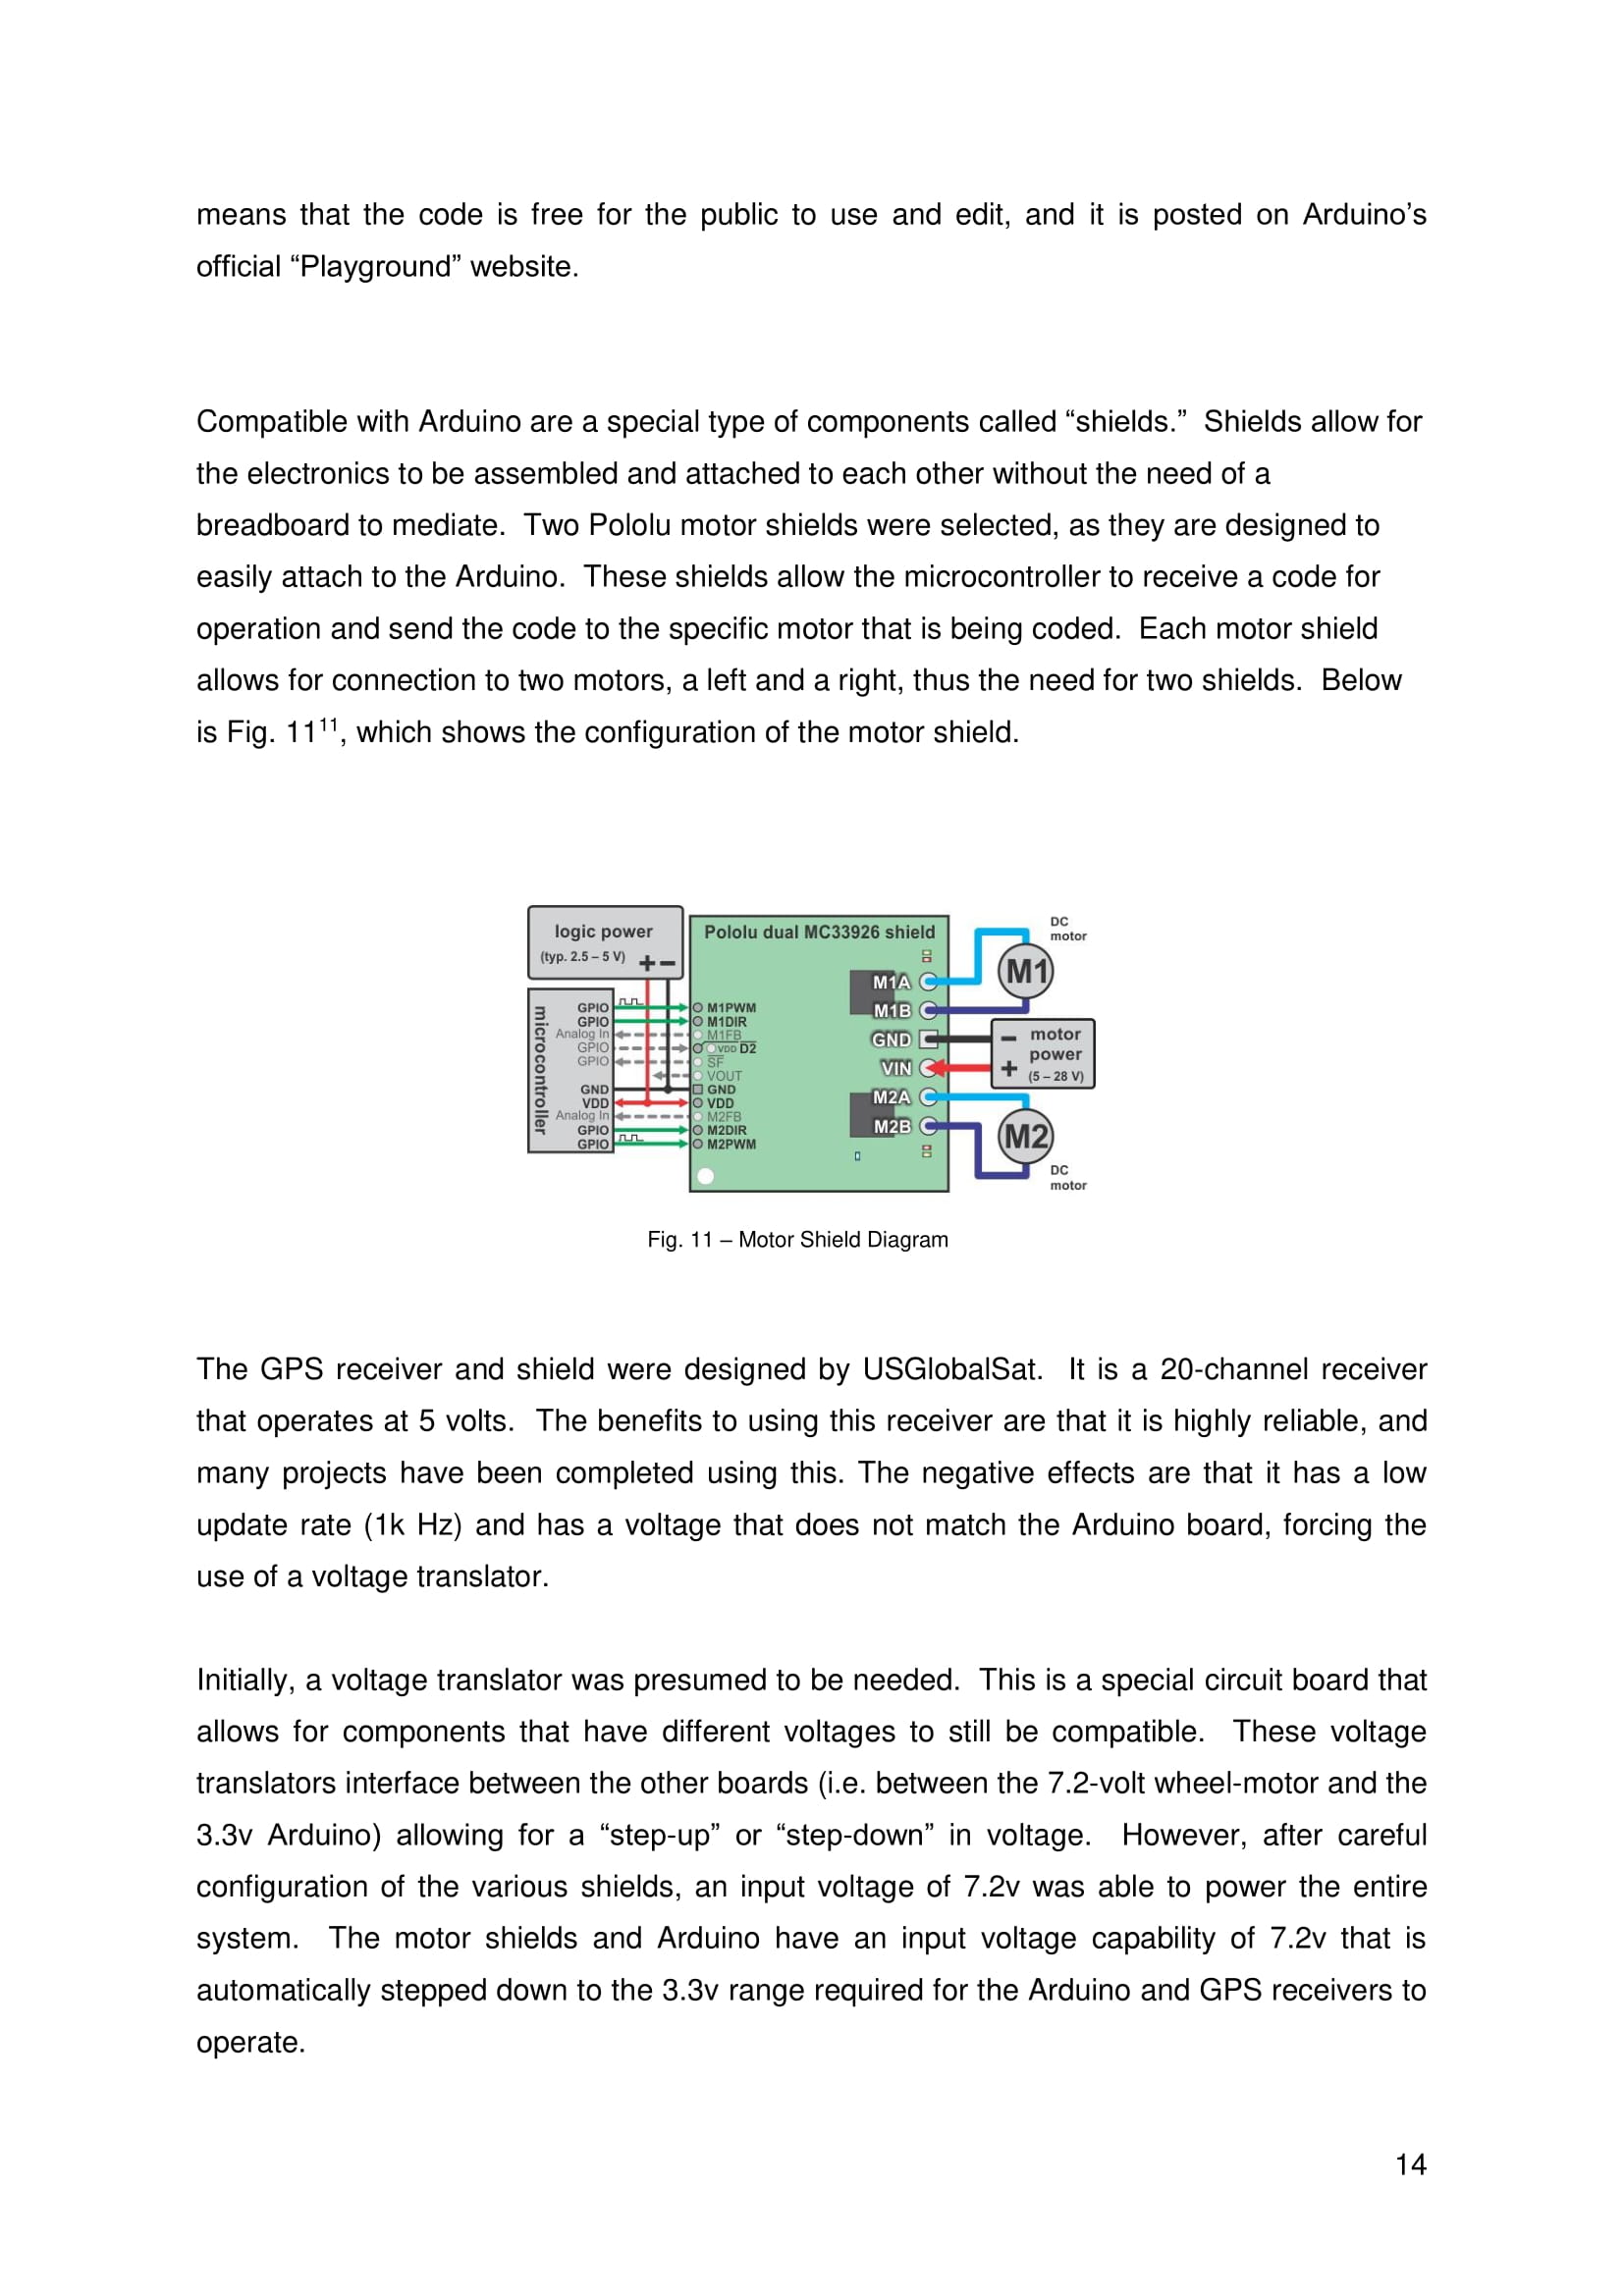 means that the code is free for the public to use and edit, and it is posted on Arduino’s
official “Playground” website.
Compatible with Arduino are a special type of components called “shields.”  Shields allow for
the electronics to be assembled and attached to each other without the need of a
breadboard to mediate.  Two Pololu motor shields were selected, as they are designed to
easily attach to the Arduino.  These shields allow the microcontroller to receive a code for
operation and send the code to the specific motor that is being coded.  Each motor shield
allows for connection to two motors, a left and a right, thus the need for two shields.  Below
is Fig. 11¹¹, which shows the configuration of the motor shield.
logic power
(typ. 2.5 – 5 V) + −
microcontroller
GPIO
GPIO
Analog In
GPIO
GPIO
GND
VDD
Analog In
GPIO
GPIO
Pololu dual MC33926 shield
M1PWM
M1DIR
M1FB
VDD D2
SF
VOUT
GND
VDD
M2FB
M2DIR
M2PWM
M1A
M1B
GND
VIN
M2A
M2B
DC
motor
M1
− motor
power
+ (5 – 28 V)
M2
DC
motor
Fig. 11 – Motor Shield Diagram
The GPS receiver and shield were designed by USGlobalSat.  It is a 20-channel receiver
that operates at 5 volts.  The benefits to using this receiver are that it is highly reliable, and
many projects have been completed using this. The negative effects are that it has a low
update rate (1k Hz) and has a voltage that does not match the Arduino board, forcing the
use of a voltage translator.
Initially, a voltage translator was presumed to be needed.  This is a special circuit board that
allows for components that have different voltages to still be compatible.  These voltage
translators interface between the other boards (i.e. between the 7.2-volt wheel-motor and the
3.3v Arduino) allowing for a “step-up” or “step-down” in voltage.  However, after careful
configuration of the various shields, an input voltage of 7.2v was able to power the entire
system.  The motor shields and Arduino have an input voltage capability of 7.2v that is
automatically stepped down to the 3.3v range required for the Arduino and GPS receivers to
operate.
14